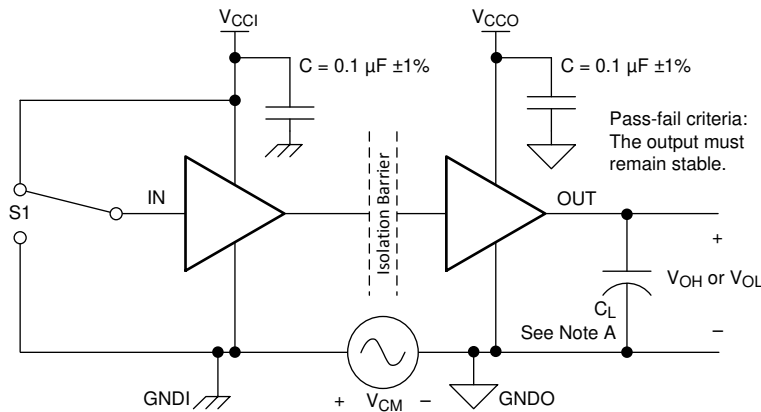 VCCI
VCCO
C = 0.1 µF ±1%
C = 0.1 µF ±1%
Pass-fail criteria:
The output must
remain stable.
Isolation Barrier
IN
OUT
S1
+
VOH or VOL
CL
See Note A
–
GNDI
+ VCM –
GNDO